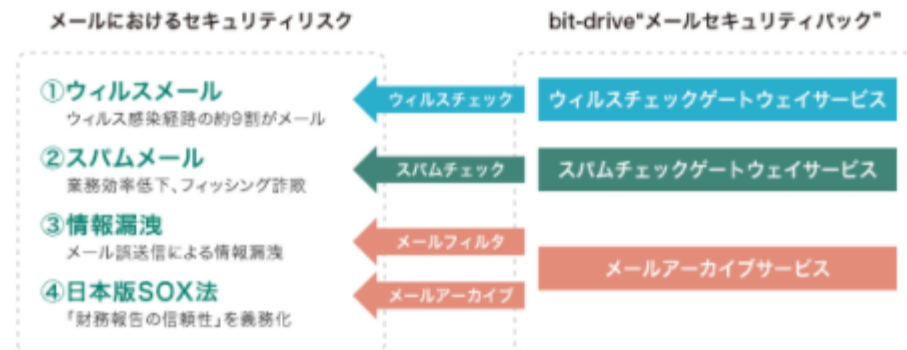 メールにおけるセキュリティリスク
bit-drive"メールセキュリティパック"
①ウィルスメール
ウィルス感染経路の約9割がメール
ウィルスチェック
ウィルスチェックゲートウェイサービス
②スパムメール
業務効率低下、フィッシング詐欺
スパムチェック
スパムチェックゲートウェイサービス
③情報漏洩
メール誤送信による情報漏洩
メールフィルタ
メールアーカイブサービス
④日本版SOX法
「財務報告の信頼性」を義務化
メールアーカイブ